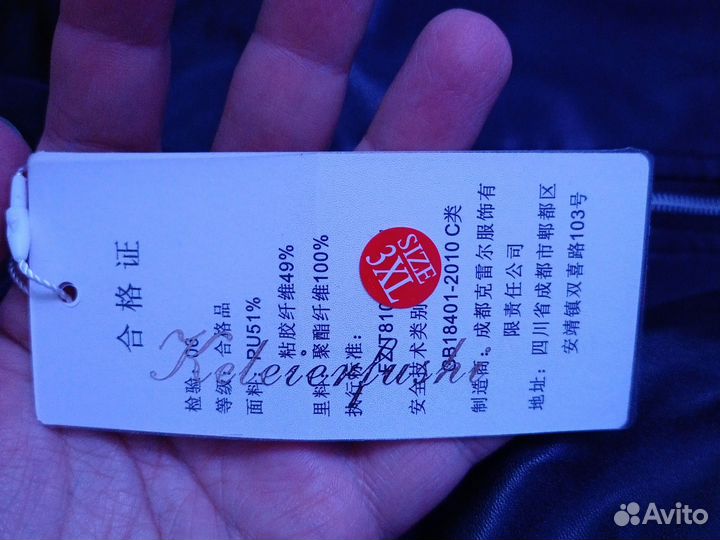 合格证
检验: 06
等级: 合格品
面料: PU51%
粘胶纤维49%
里料: 聚酯纤维100%
执行标准:
FZ/T810
安全技术类别
GB18401-2010 C类
制造商: 成都克雷尔服饰有
限责任公司
地址: 四川省成都市郫都区
安靖镇双喜路103号
SIZE
3XL
Avito